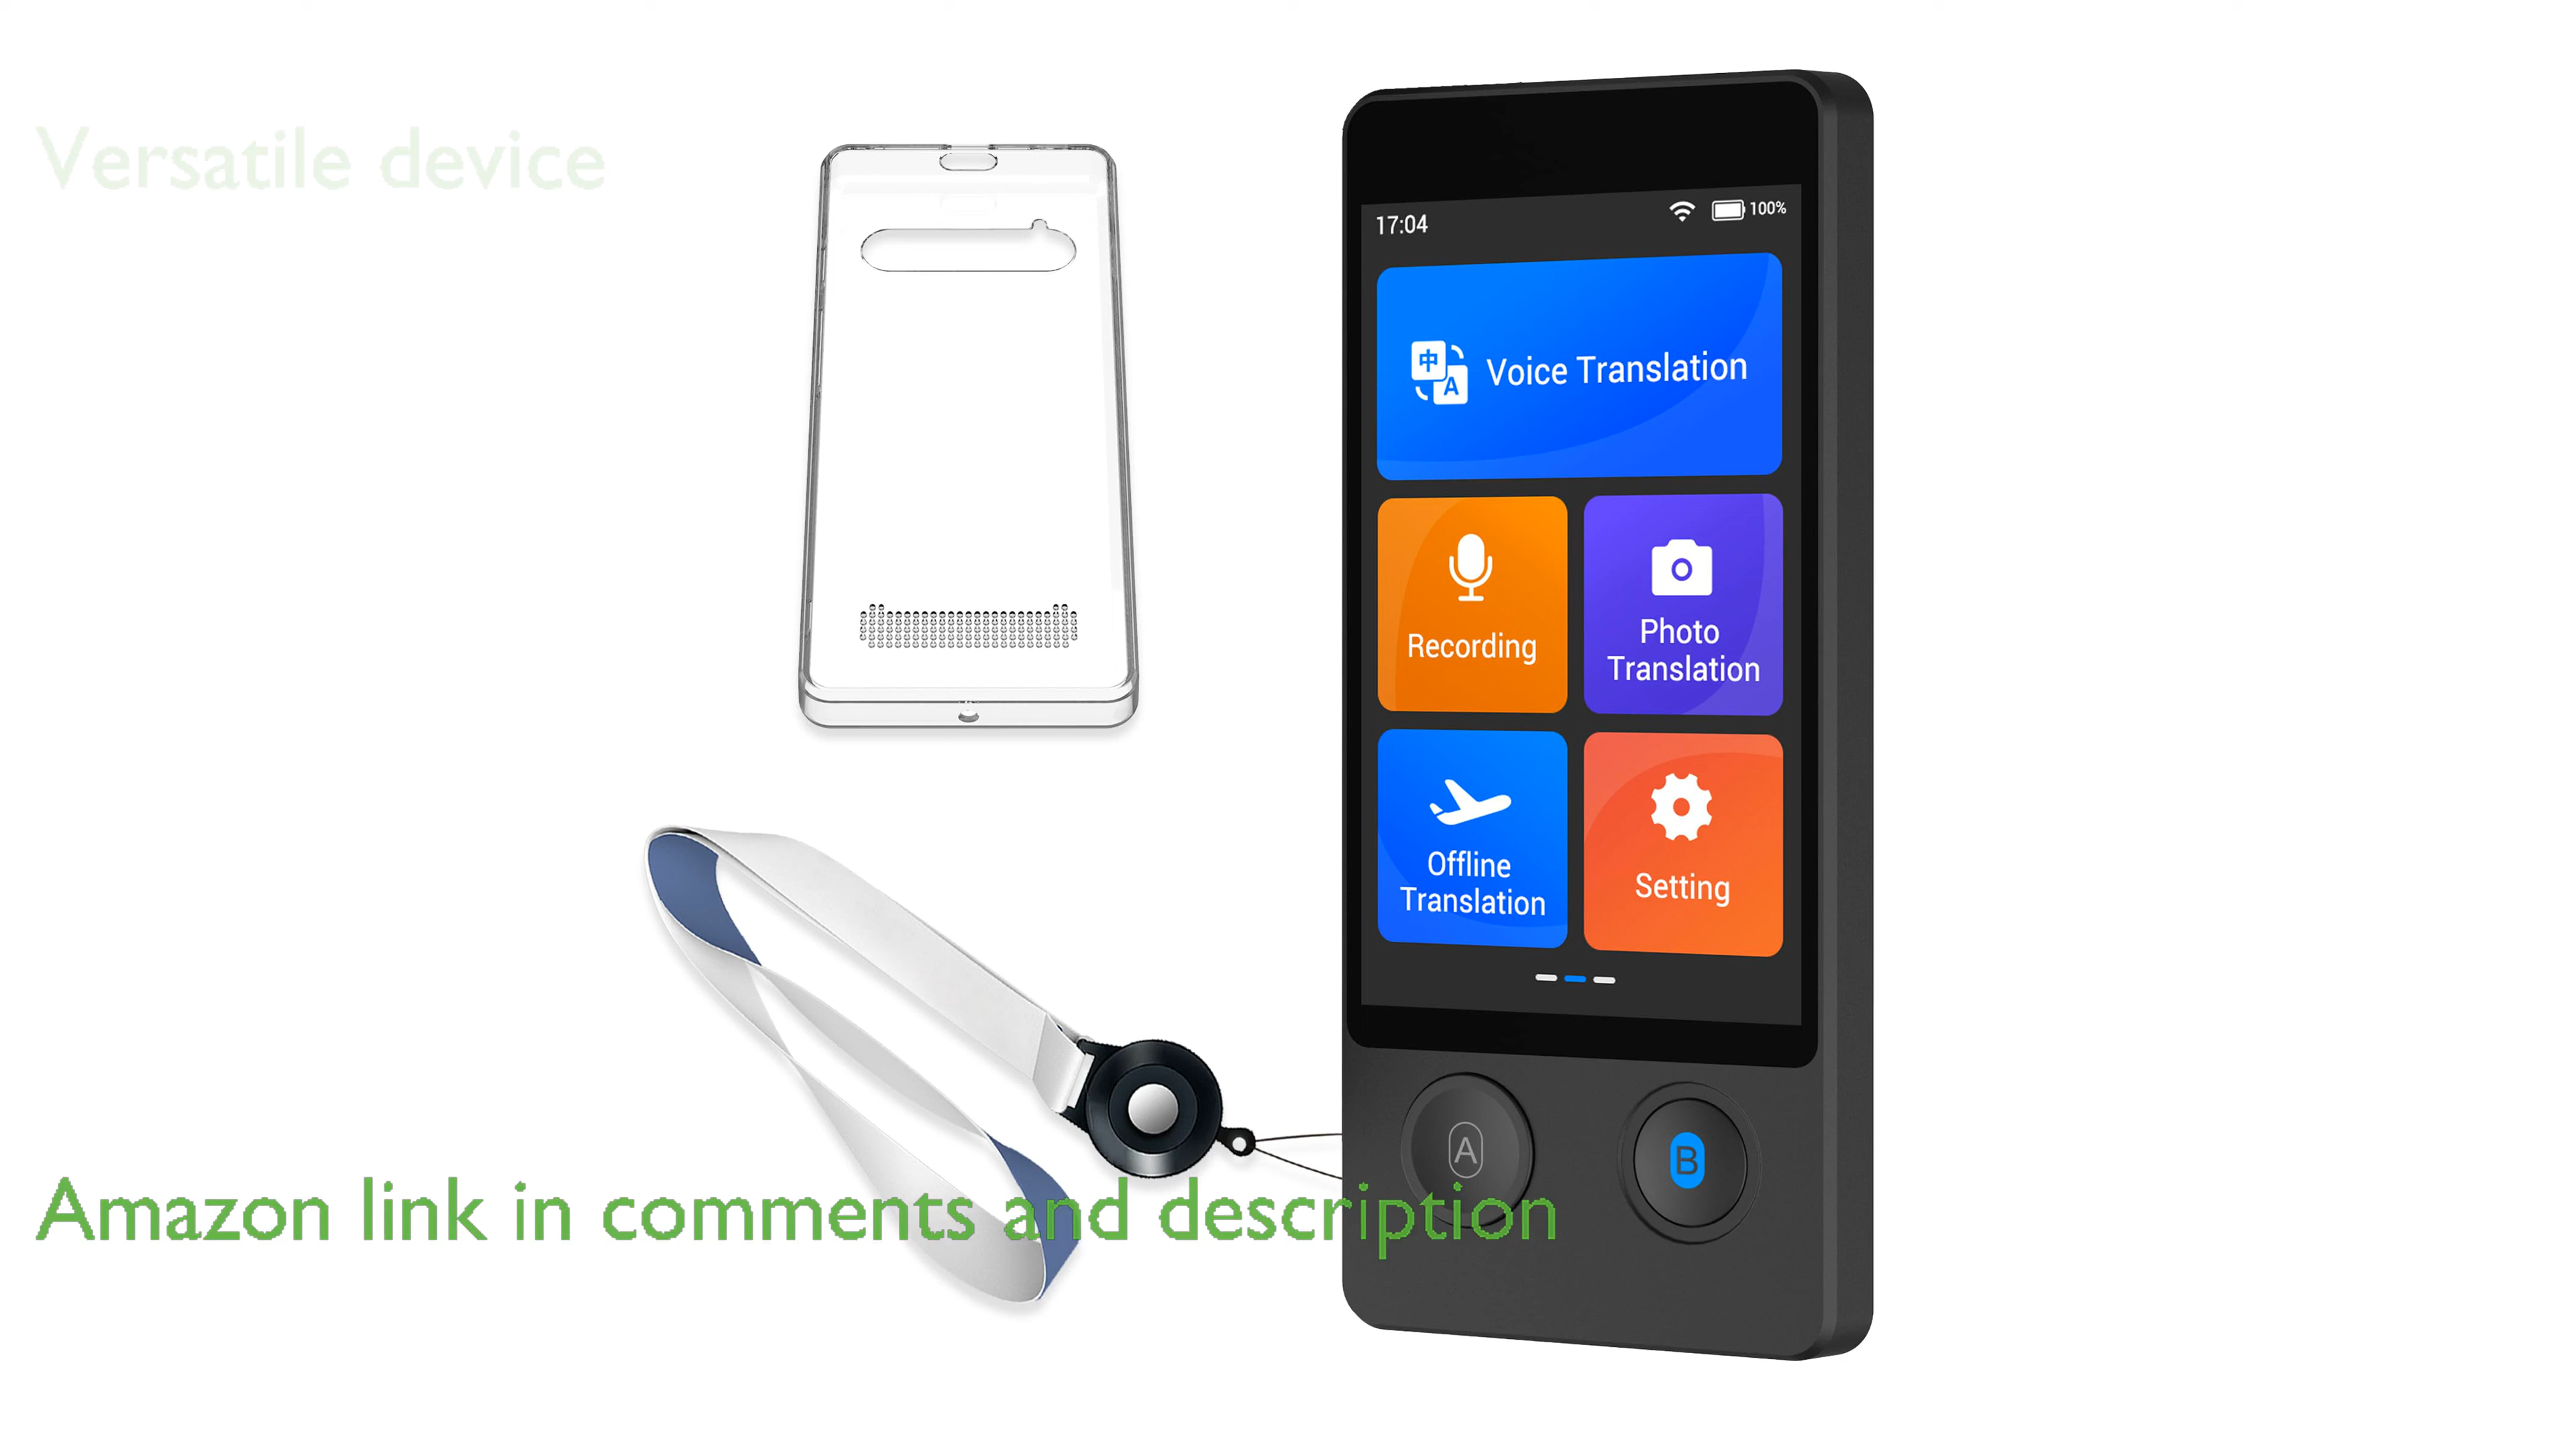 Versatile device
17:04
100%
中
A
Voice Translation
Recording
Photo
Translation
Offline
Translation
Setting
A
B
Amazon link in comments and description